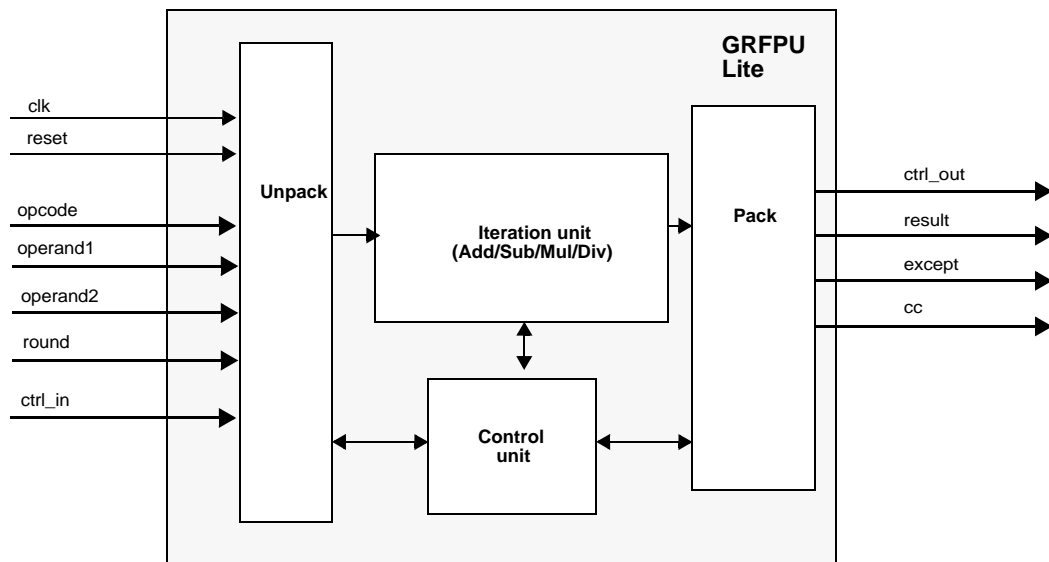 GRFPU
Lite
clk
reset
opcode
operand1
operand2
round
ctrl_in
Unpack
Iteration unit
(Add/Sub/Mul/Div)
Control
unit
Pack
ctrl_out
result
except
cc